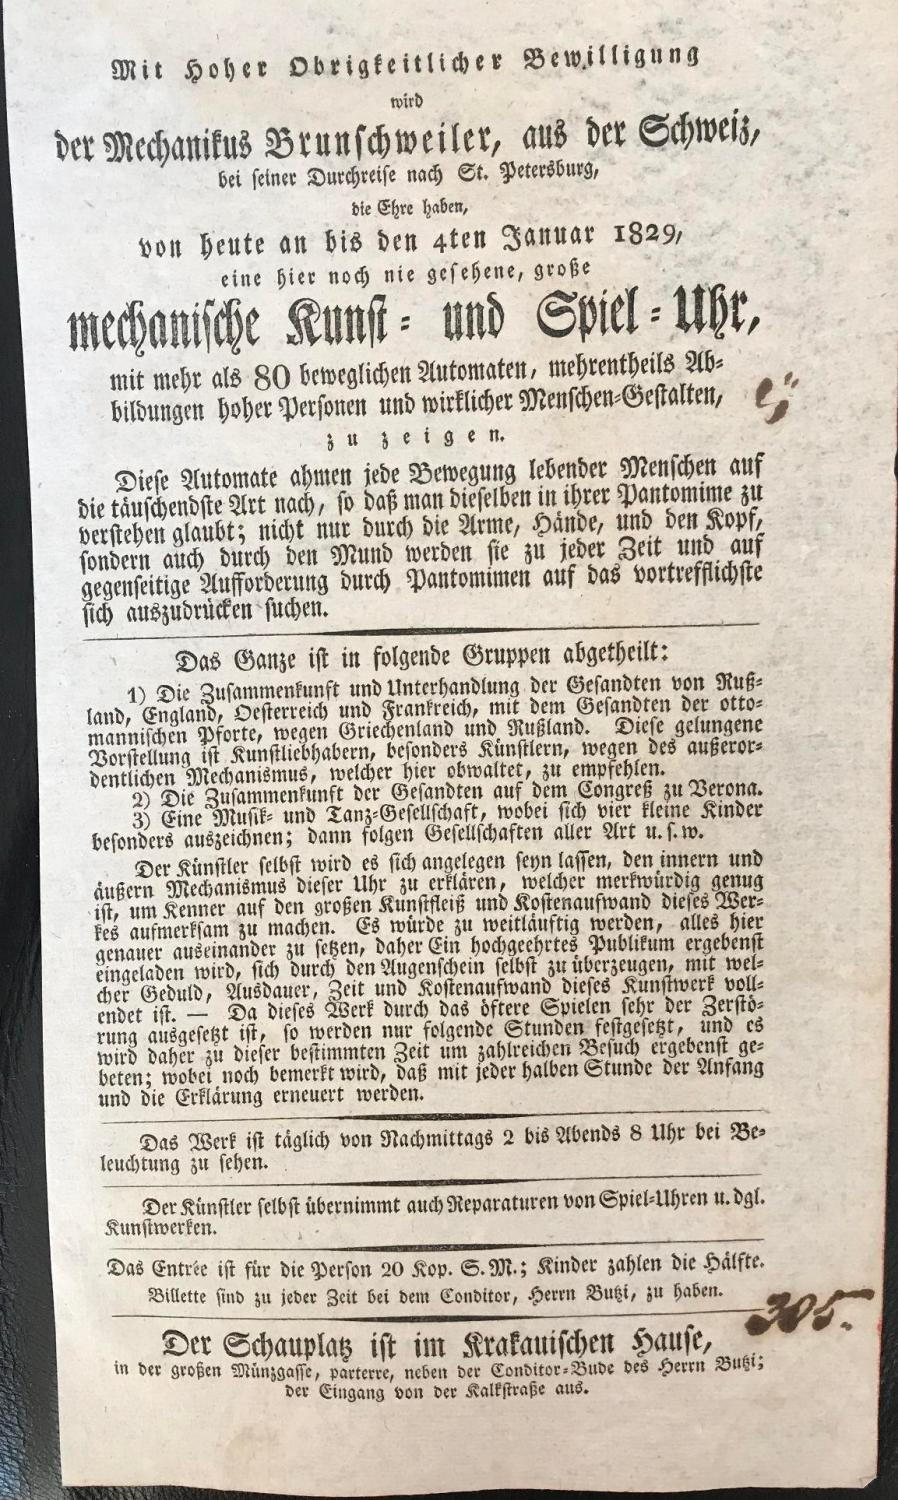 Mit Hoher Obrigkeitlicher Bewilligung
wird
der Mechanikus Brunschweiler, aus der Schweiz,
bei seiner Durchreise nach St. Petersburg,
die Ehre haben,
von heute an bis den 4ten Januar 1829,
eine hier noch nie gesehene, große
mechanische Kunst- und Spiel-Uhr,
mit mehr als 80 beweglichen Automaten, mehrentheils Ab-
bildungen hoher Personen und wirklicher Menschen-Gestalten,
zu zeigen.
Diese Automate ahmen jede Bewegung lebender Menschen auf
die täuschendste Art nach, so daß man dieselben in ihrer Pantomime zu
verstehen glaubt; nicht nur durch die Arme, Hände, und den Kopf,
sondern auch durch den Mund werden sie zu jeder Zeit und auf
gegenseitige Aufforderung durch Pantomimen auf das vortrefflichste
sich auszudrücken suchen.
Das Ganze ist in folgende Gruppen abgetheilt:
1) Die Zusammenkunft und Unterhandlung der Gesandten von Ruß-
land, England, Oesterreich und Frankreich, mit dem Gesandten der otto-
mannischen Pforte, wegen Griechenland und Rußland. Diese gelungene
Vorstellung ist Kunstliebhabern, besonders Künstlern, wegen des außeror-
dentlichen Mechanismus, welcher hier obwaltet, zu empfehlen.
2) Die Zusammenkunft der Gesandten auf dem Congreß zu Verona.
3) Eine Musik- und Tanz-Gesellschaft, wobei sich vier kleine Kinder
besonders auszeichnen; dann folgen Gesellschaften aller Art u. s. w.
Der Künstler selbst wird es sich angelegen seyn lassen, den innern und
äußern Mechanismus dieser Uhr zu erklären, welcher merkwürdig genug
ist, um Kenner auf den großen Kunstfleiß und Kostenaufwand dieses Wer-
kes aufmerksam zu machen. Es würde zu weitläuftig werden, alles hier
genauer auseinander zu setzen, daher Ein hochgeehrtes Publikum ergebenst
eingeladen wird, sich durch den Augenschein selbst zu überzeugen, mit wel-
cher Geduld, Ausdauer, Zeit und Kostenaufwand dieses Kunstwerk voll-
endet ist. — Da dieses Werk durch das öftere Spielen sehr der Zerstö-
rung ausgesetzt ist, so werden nur folgende Stunden festgesetzt, und es
wird daher zu dieser bestimmten Zeit um zahlreichen Besuch ergebenst ge-
beten; wobei noch bemerkt wird, daß mit jeder halben Stunde der Anfang
und die Erklärung erneuert werden.
Das Werk ist täglich von Nachmittags 2 bis Abends 8 Uhr bei Be-
leuchtung zu sehen.
Der Künstler selbst übernimmt auch Reparaturen von Spiel-Uhren u. dgl.
Kunstwerken.
Das Entrée ist für die Person 20 Kop. S. M.; Kinder zahlen die Hälfte.
Billette sind zu jeder Zeit bei dem Conditor, Herrn Butzi, zu haben.
305.
Der Schauplatz ist im Krakauischen Hause,
in der großen Münzgasse, parterre, neben der Conditor-Bude des Herrn Butzi;
der Eingang von der Kalkstraße aus.